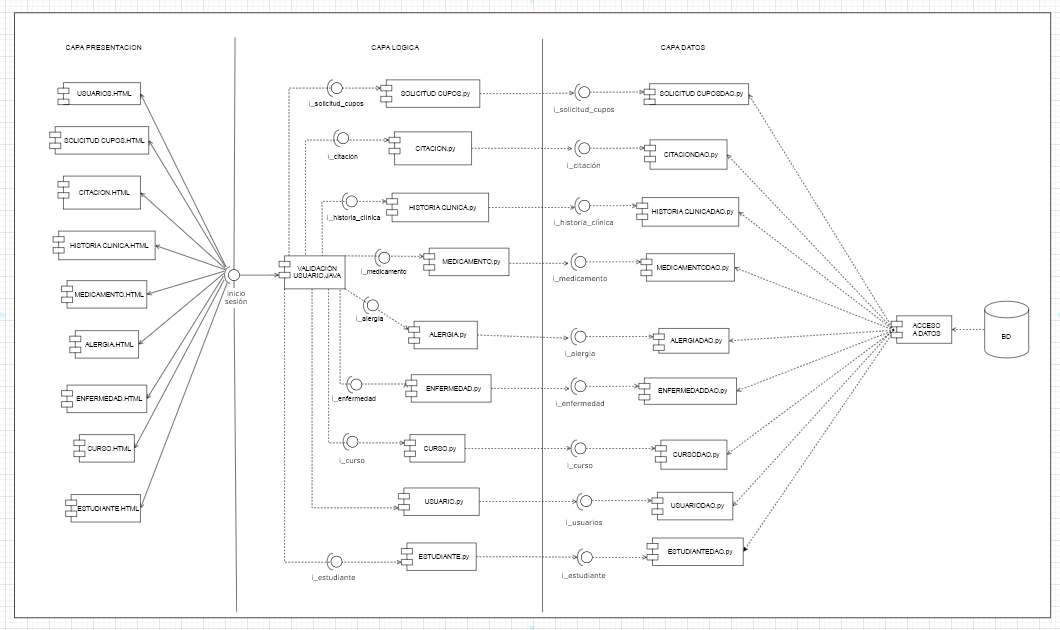 CAPA PRESENTACION
USUARIOS.HTML
SOLICITUD CUPOS.HTML
CITACION.HTML
HISTORIA CLINICA.HTML
MEDICAMENTO.HTML
ALERGIA.HTML
ENFERMEDAD.HTML
CURSO.HTML
ESTUDIANTE.HTML
inicio
sesión
CAPA LOGICA
VALIDACIÓN
USUARIO.JAVA
i_solicitud_cupos
SOLICITUD CUPOS.py
i_citación
CITACION.py
i_historia_clinica
HISTORIA CLINICA.py
i_medicamento
MEDICAMENTO.py
i_alergia
ALERGIA.py
i_enfermedad
ENFERMEDAD.py
i_curso
CURSO.py
USUARIO.py
i_estudiante
ESTUDIANTE.py
CAPA DATOS
i_solicitud_cupos
SOLICITUD CUPOSDAO.py
i_citación
CITACIONDAO.py
i_historia_clínica
HISTORIA CLINICADAO.py
i_medicamento
MEDICAMENTODAO.py
i_alergia
ALERGIADAO.py
i_enfermedad
ENFERMEDADDAO.py
i_curso
CURSODAO.py
i_usuarios
USUARIODAO.py
i_estudiante
ESTUDIANTEDAO.py
ACCESO
A DATOS
BD